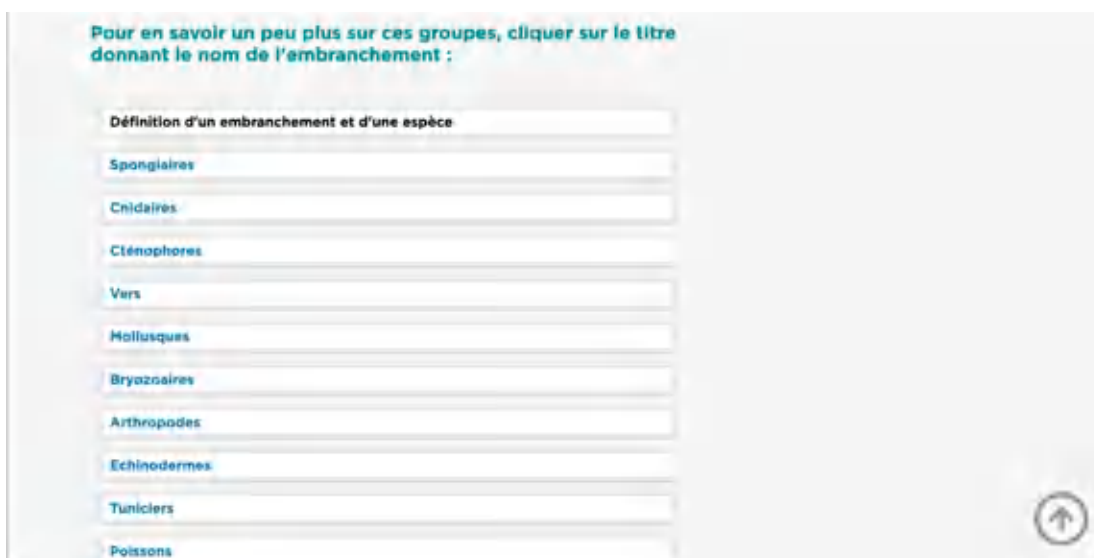 Pour en savoir un peu plus sur ces groupes, cliquer sur le titre
donnant le nom de l'embranchement :
Définition d'un embranchement et d'une espèce
Spongiaires
Cnidaires
Cténophores
Vers
Mollusques
Bryozoaires
Arthropodes
Echinodermes
Tuniciers
Poissons